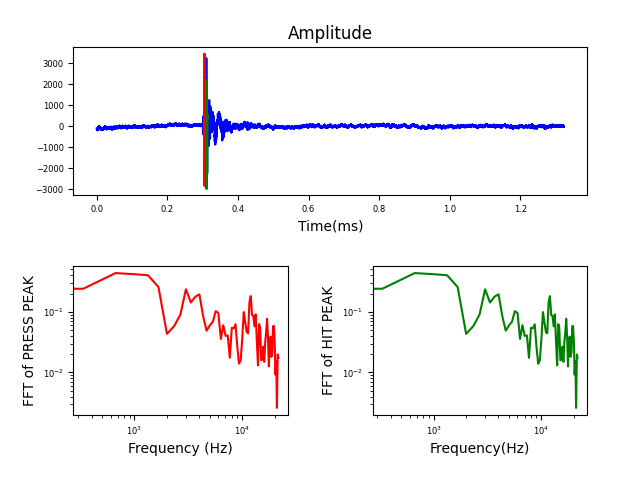 Amplitude
3000
2000
1000
0
−1000
−2000
−3000
0.0 0.2 0.4 0.6 0.8 1.0 1.2
Time(ms)
FFT of PRESS PEAK
10⁻¹
10⁻²
10³ 10⁴
Frequency (Hz)
FFT of HIT PEAK
10⁻¹
10⁻²
10³ 10⁴
Frequency(Hz)